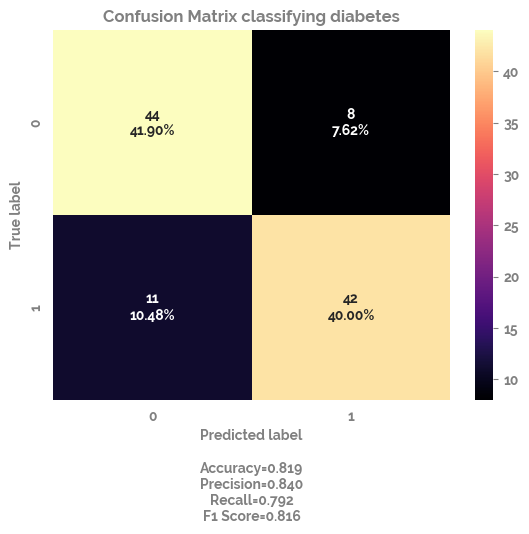 Confusion Matrix classifying diabetes
44
41.90%
8
7.62%
11
10.48%
42
40.00%
True label
0
1
0
1
Predicted label
Accuracy=0.819
Precision=0.840
Recall=0.792
F1 Score=0.816
40
35
30
25
20
15
10